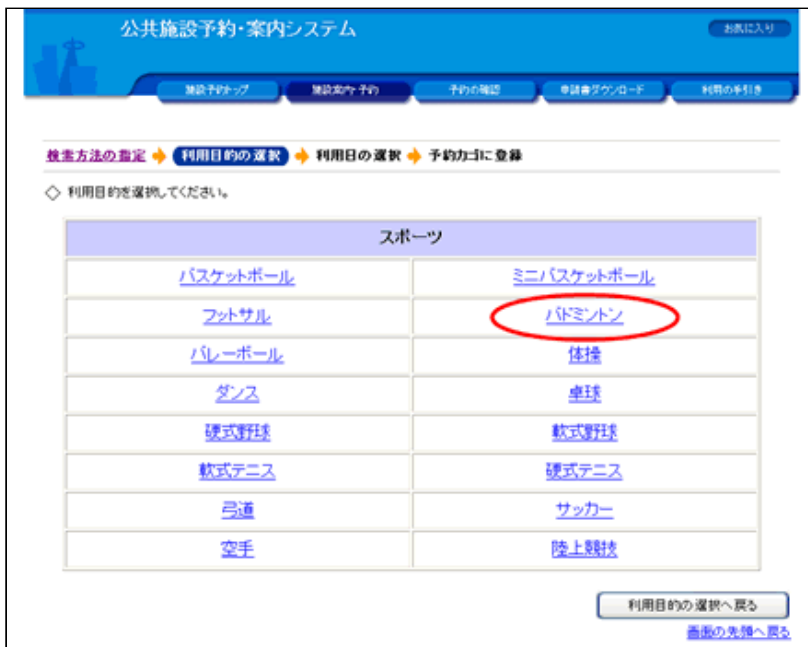 公共施設予約・案内システム
お気に入り
施設予約トップ 施設案内・予約 予約の確認 申請書ダウンロード 利用の手引き
検索方法の指定 利用目的の選択 利用日の選択 予約カゴに登録
◇ 利用目的を選択してください。
スポーツ
バスケットボール ミニバスケットボール
フットサル バドミントン
バレーボール 体操
ダンス 卓球
硬式野球 軟式野球
軟式テニス 硬式テニス
弓道 サッカー
空手 陸上競技
利用目的の選択へ戻る
画面の先頭へ戻る